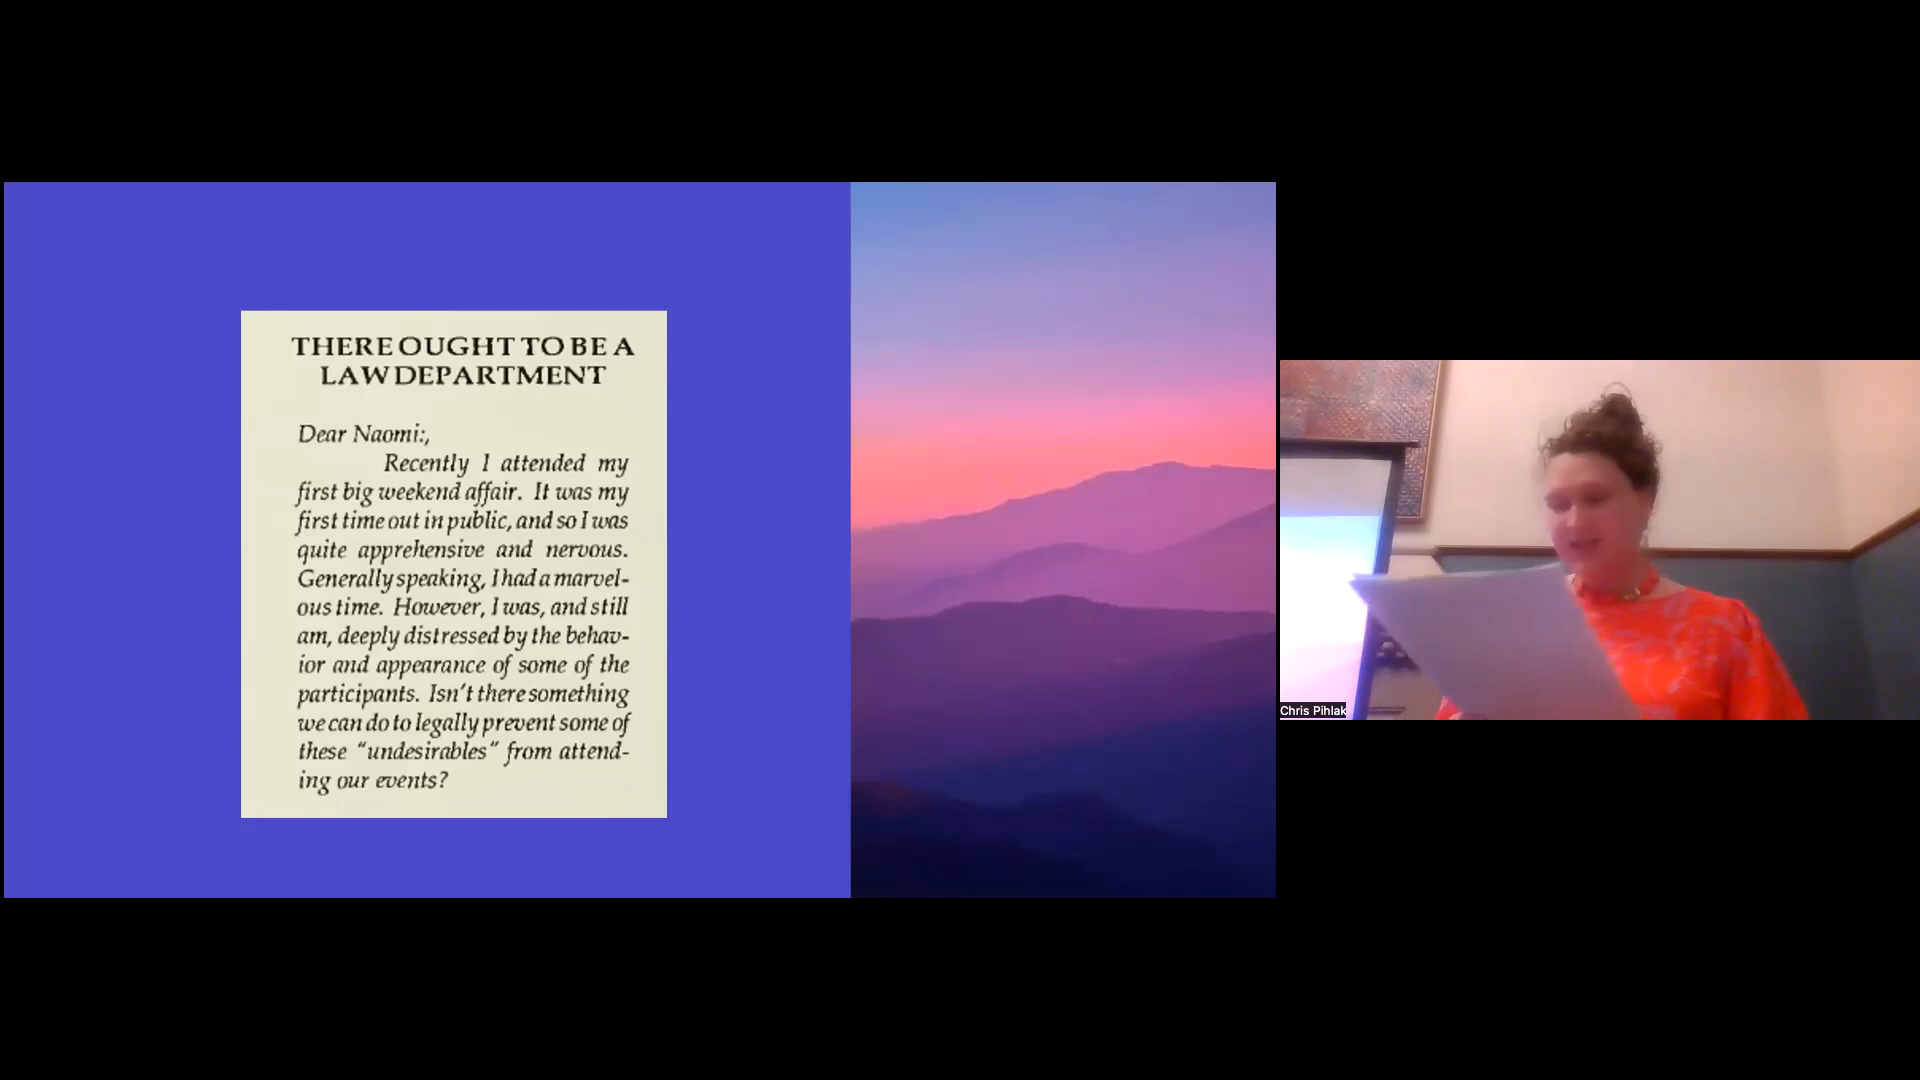 THERE OUGHT TO BE A
LAW DEPARTMENT
Dear Naomi:,
Recently I attended my
first big weekend affair. It was my
first time out in public, and so I was
quite apprehensive and nervous.
Generally speaking, I had a marvel-
ous time. However, I was, and still
am, deeply distressed by the behav-
ior and appearance of some of the
participants. Isn't there something
we can do to legally prevent some of
these "undesirables" from attend-
ing our events?
Chris Pihlak